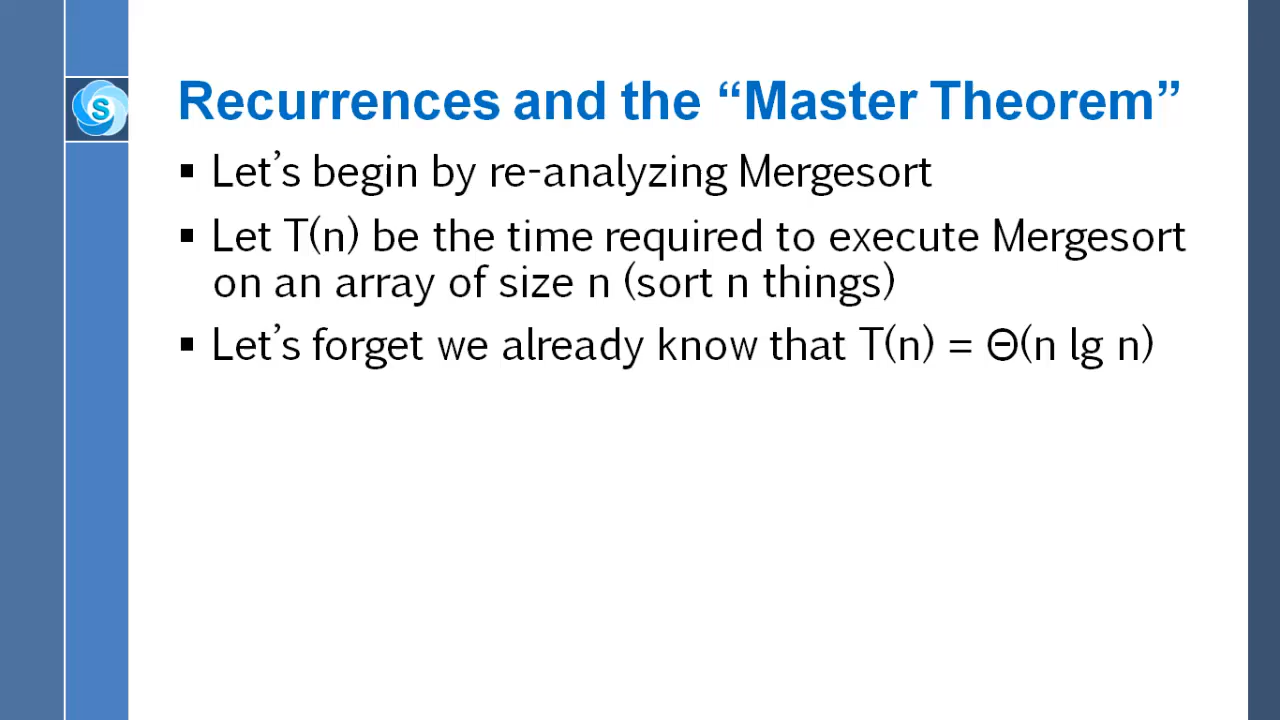 S
Recurrences and the “Master Theorem”
▪ Let’s begin by re-analyzing Mergesort
▪ Let T(n) be the time required to execute Mergesort
on an array of size n (sort n things)
▪ Let’s forget we already know that T(n) = Θ(n lg n)